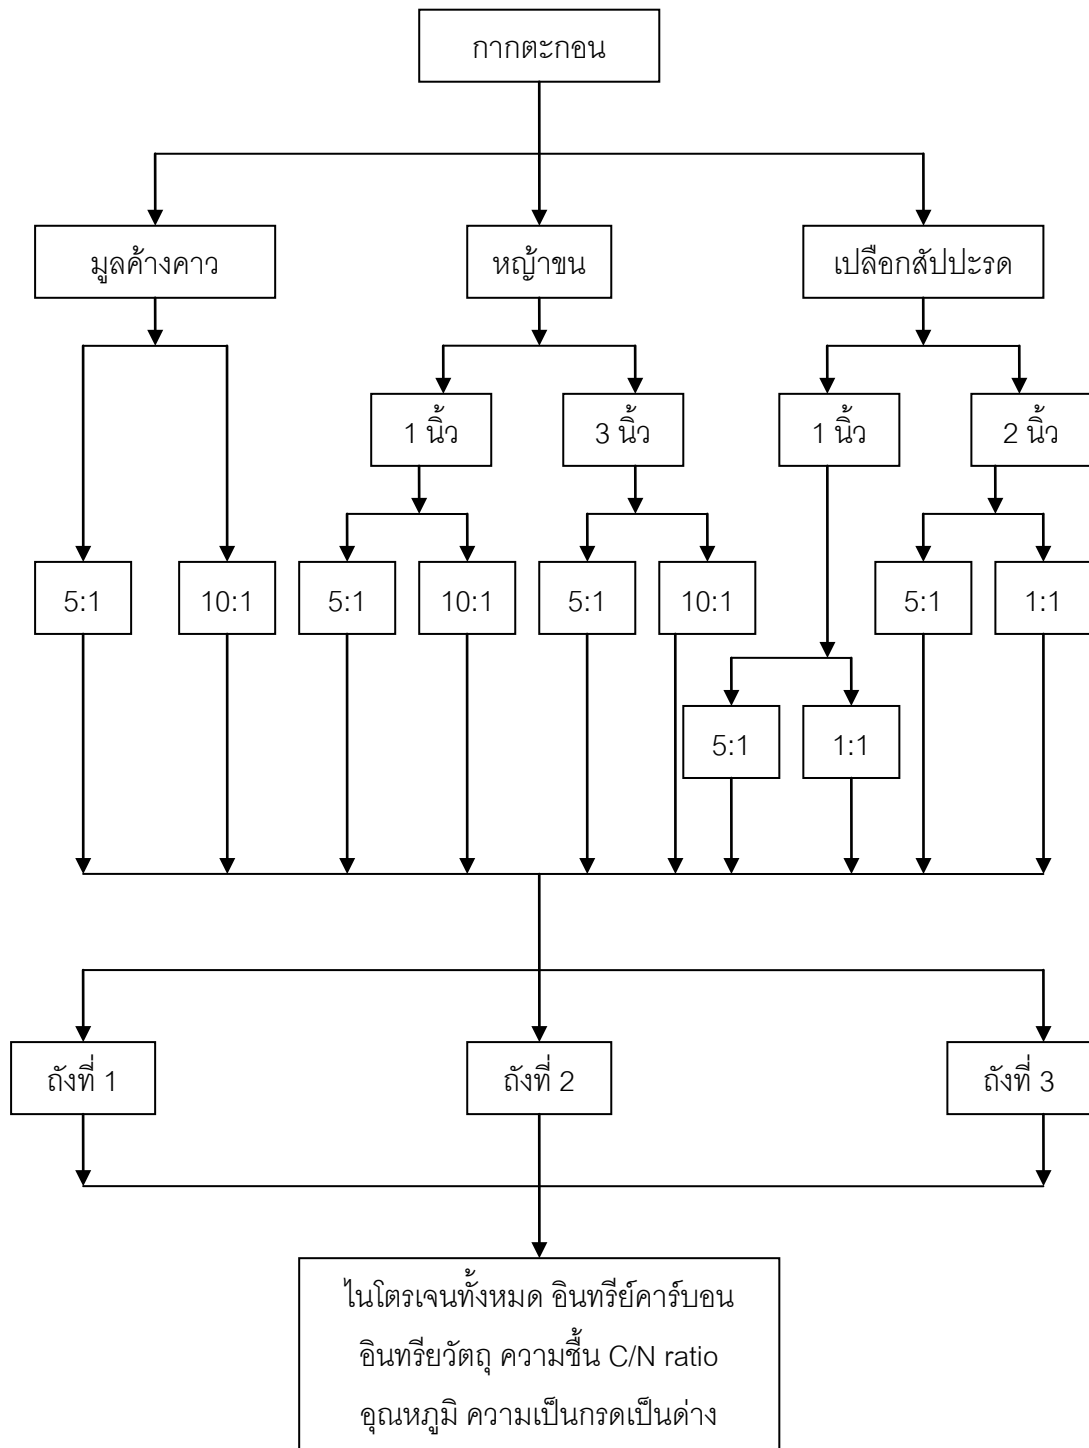 กากตะกอน
มูลค้างคาว
หญ้าขน
เปลือกสัปปะรด
1 นิ้ว
3 นิ้ว
1 นิ้ว
2 นิ้ว
5:1
10:1
5:1
10:1
5:1
10:1
5:1
1:1
5:1
1:1
ถังที่ 1
ถังที่ 2
ถังที่ 3
ไนโตรเจนทั้งหมด อินทรีย์คาร์บอน
อินทรียวัตถุ ความชื้น C/N ratio
อุณหภูมิ ความเป็นกรดเป็นด่าง